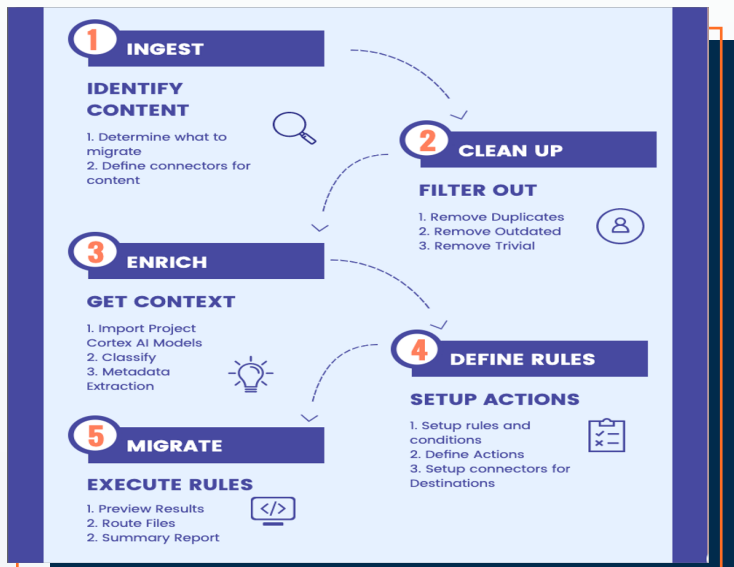 1 INGEST
IDENTIFY
CONTENT
1. Determine what to
migrate
2. Define connectors for
content
2 CLEAN UP
FILTER OUT
1. Remove Duplicates
2. Remove Outdated
3. Remove Trivial
3 ENRICH
GET CONTEXT
1. Import Project
Cortex AI Models
2. Classify
3. Metadata
Extraction
4 DEFINE RULES
SETUP ACTIONS
1. Setup rules and
conditions
2. Define Actions
3. Setup connectors for
Destinations
5 MIGRATE
EXECUTE RULES
1. Preview Results
2. Route Files
2. Summary Report